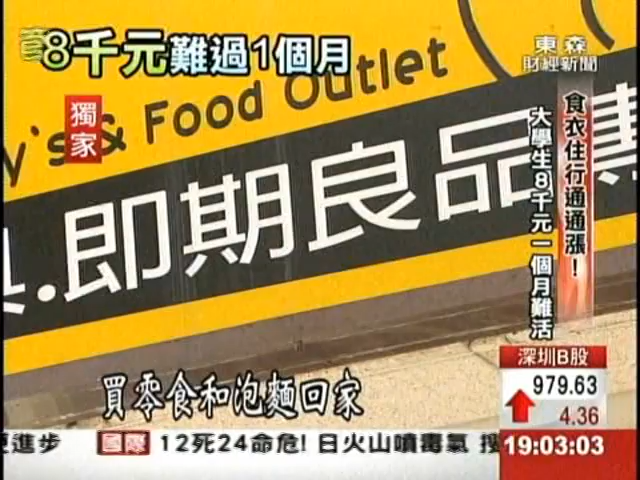 8千元難過1個月
東森
財經新聞
獨家
y's & Food Outlet
.即期良品
食衣住行通通漲!
大學生8千元一個月難活
深圳B股
979.63
4.36
買零食和泡麵回家
更進步 國際 12死24命危! 日火山噴毒氣 搜
19:03:03